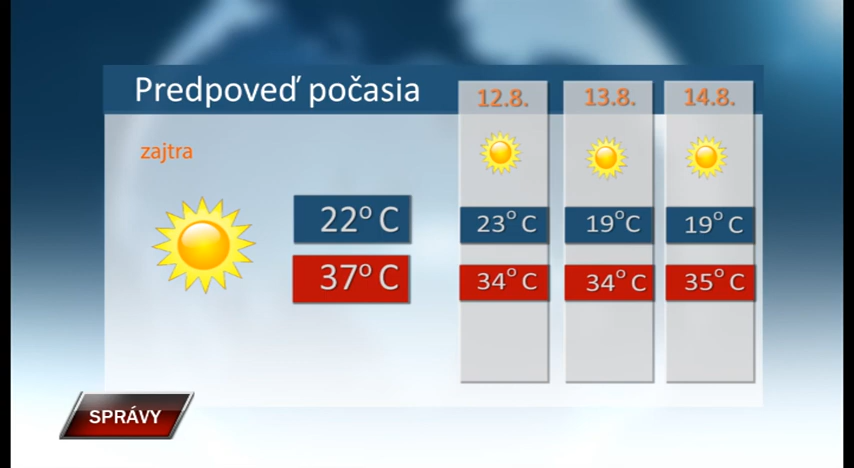 Predpoveď počasia
zajtra
22° C
37° C
12.8.
23° C
34° C
13.8.
19°C
34° C
14.8.
19° C
35° C
SPRÁVY